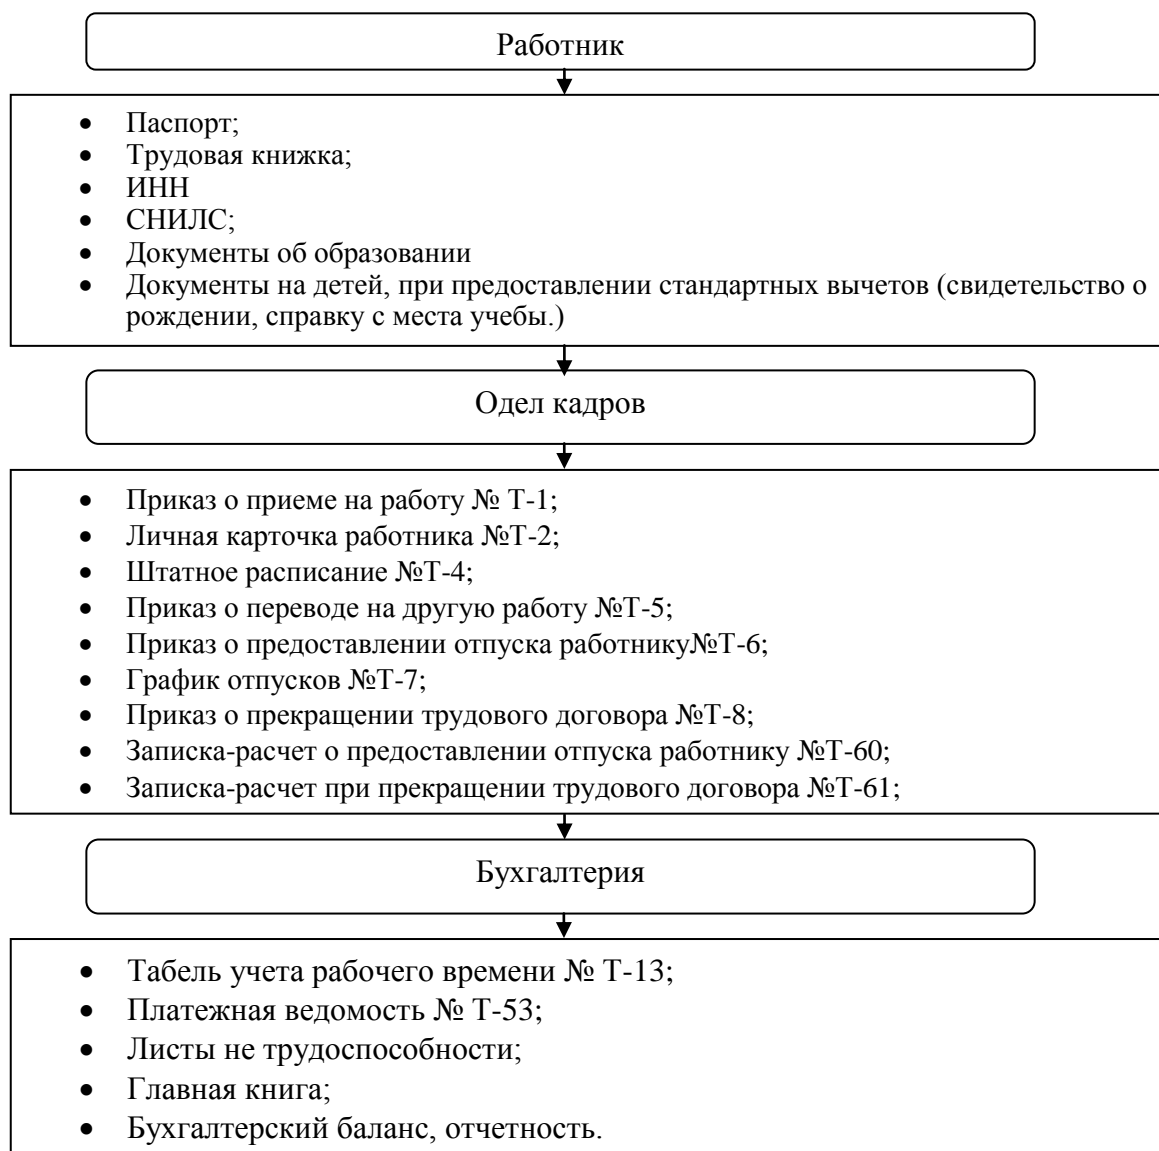 Работник
• Паспорт;
• Трудовая книжка;
• ИНН
• СНИЛС;
• Документы об образовании
• Документы на детей, при предоставлении стандартных вычетов (свидетельство о
рождении, справку с места учебы.)
Одел кадров
• Приказ о приеме на работу № Т-1;
• Личная карточка работника №Т-2;
• Штатное расписание №Т-4;
• Приказ о переводе на другую работу №Т-5;
• Приказ о предоставлении отпуска работнику№Т-6;
• График отпусков №Т-7;
• Приказ о прекращении трудового договора №Т-8;
• Записка-расчет о предоставлении отпуска работнику №Т-60;
• Записка-расчет при прекращении трудового договора №Т-61;
Бухгалтерия
• Табель учета рабочего времени № Т-13;
• Платежная ведомость № Т-53;
• Листы не трудоспособности;
• Главная книга;
• Бухгалтерский баланс, отчетность.